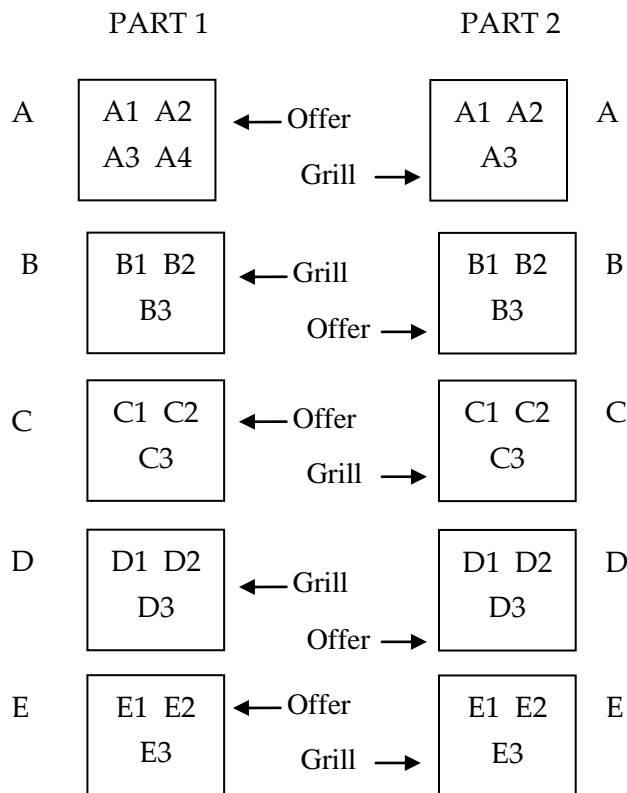 PART 1 PART 2
A A1 A2 Offer A1 A2 A
A3 A4 Grill A3
B B1 B2 Grill B1 B2 B
B3 Offer B3
C C1 C2 Offer C1 C2 C
C3 Grill C3
D D1 D2 Grill D1 D2 D
D3 Offer D3
E E1 E2 Offer E1 E2 E
E3 Grill E3